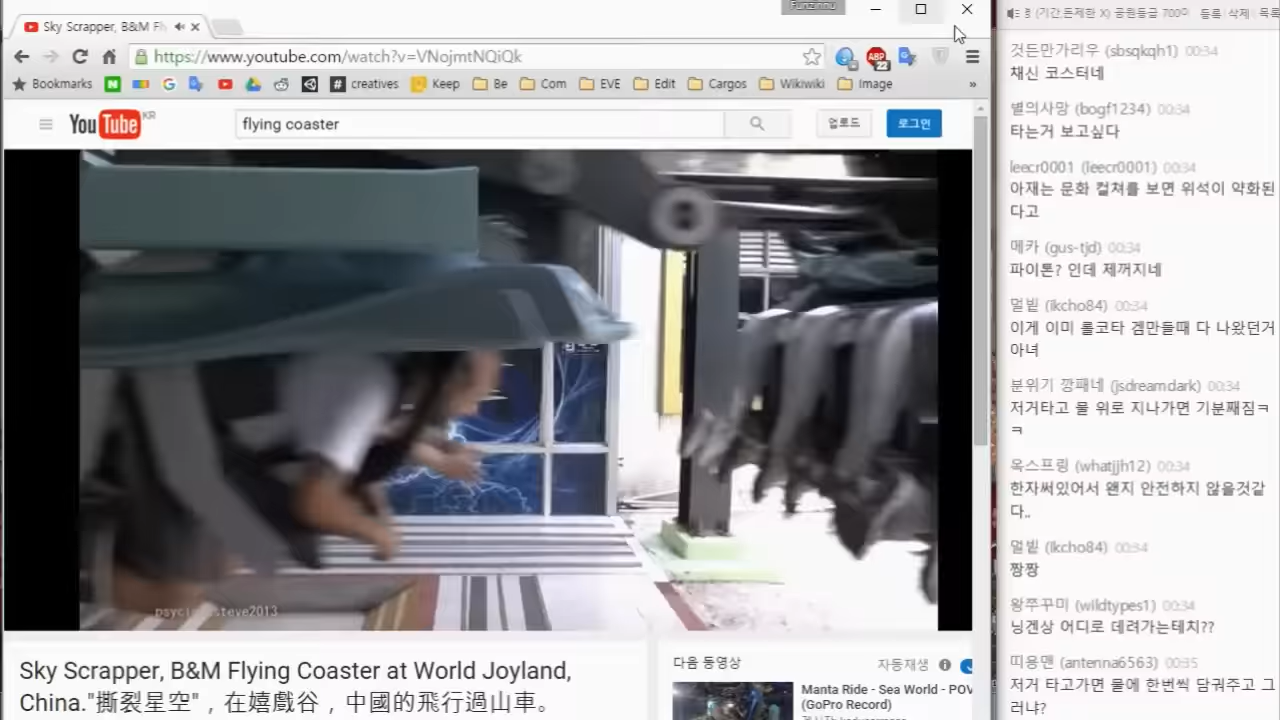 Funzinnu
Sky Scrapper, B&M Fl
https://www.youtube.com/watch?v=VNojmtNQiQk
Bookmarks
creatives
Keep
Be
Com
EVE
Edit
Cargos
Wikiwiki
Image
»
YouTube KR
flying coaster
업로드
로그인
Sky Scrapper, B&M Flying Coaster at World Joyland,
China."撕裂星空"，在嬉戲谷，中國的飛行過山車。
다음 동영상
자동재생
Manta Ride - Sea World - POV
(GoPro Record)
등록 삭제 목록
것든만가리우 (sbsqkqh1) 00:34
채신 코스터네
별의사망 (bogf1234) 00:34
타는거 보고싶다
leecr0001 (leecr0001) 00:34
아재는 문화 컬쳐를 보면 위석이 약화된
다고
메카 (gus-tjd) 00:34
파이톤? 인데 제꺼지네
멀빝 (lkcho84) 00:34
이게 이미 롤코타 겜만들때 다 나왔던거
아녀
분위기 깡패네 (jsdreamdark) 00:34
저거타고 물 위로 지나가면 기분째짐ㅋ
ㅋ
옥스프링 (whatjjh12) 00:34
한자써있어서 왠지 안전하지 않을것같
다..
멀빝 (lkcho84) 00:34
짱짱
왕쭈꾸미 (wildtypes1) 00:34
닝겐상 어디로 데려가는테치??
띠용맨 (antenna6563) 00:35
저거 타고가면 물에 한번씩 담궈주고 그
러냐?